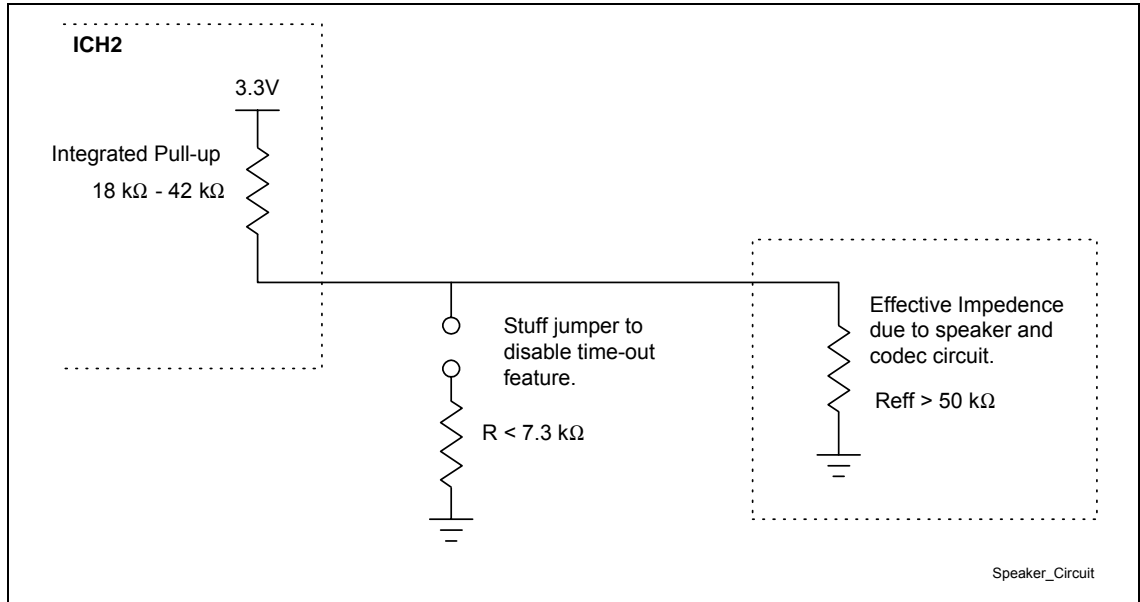 ICH2
3.3V
Integrated Pull-up
18 kΩ - 42 kΩ
Stuff jumper to
disable time-out
feature.
R < 7.3 kΩ
Effective Impedence
due to speaker and
codec circuit.
Reff > 50 kΩ
Speaker_Circuit